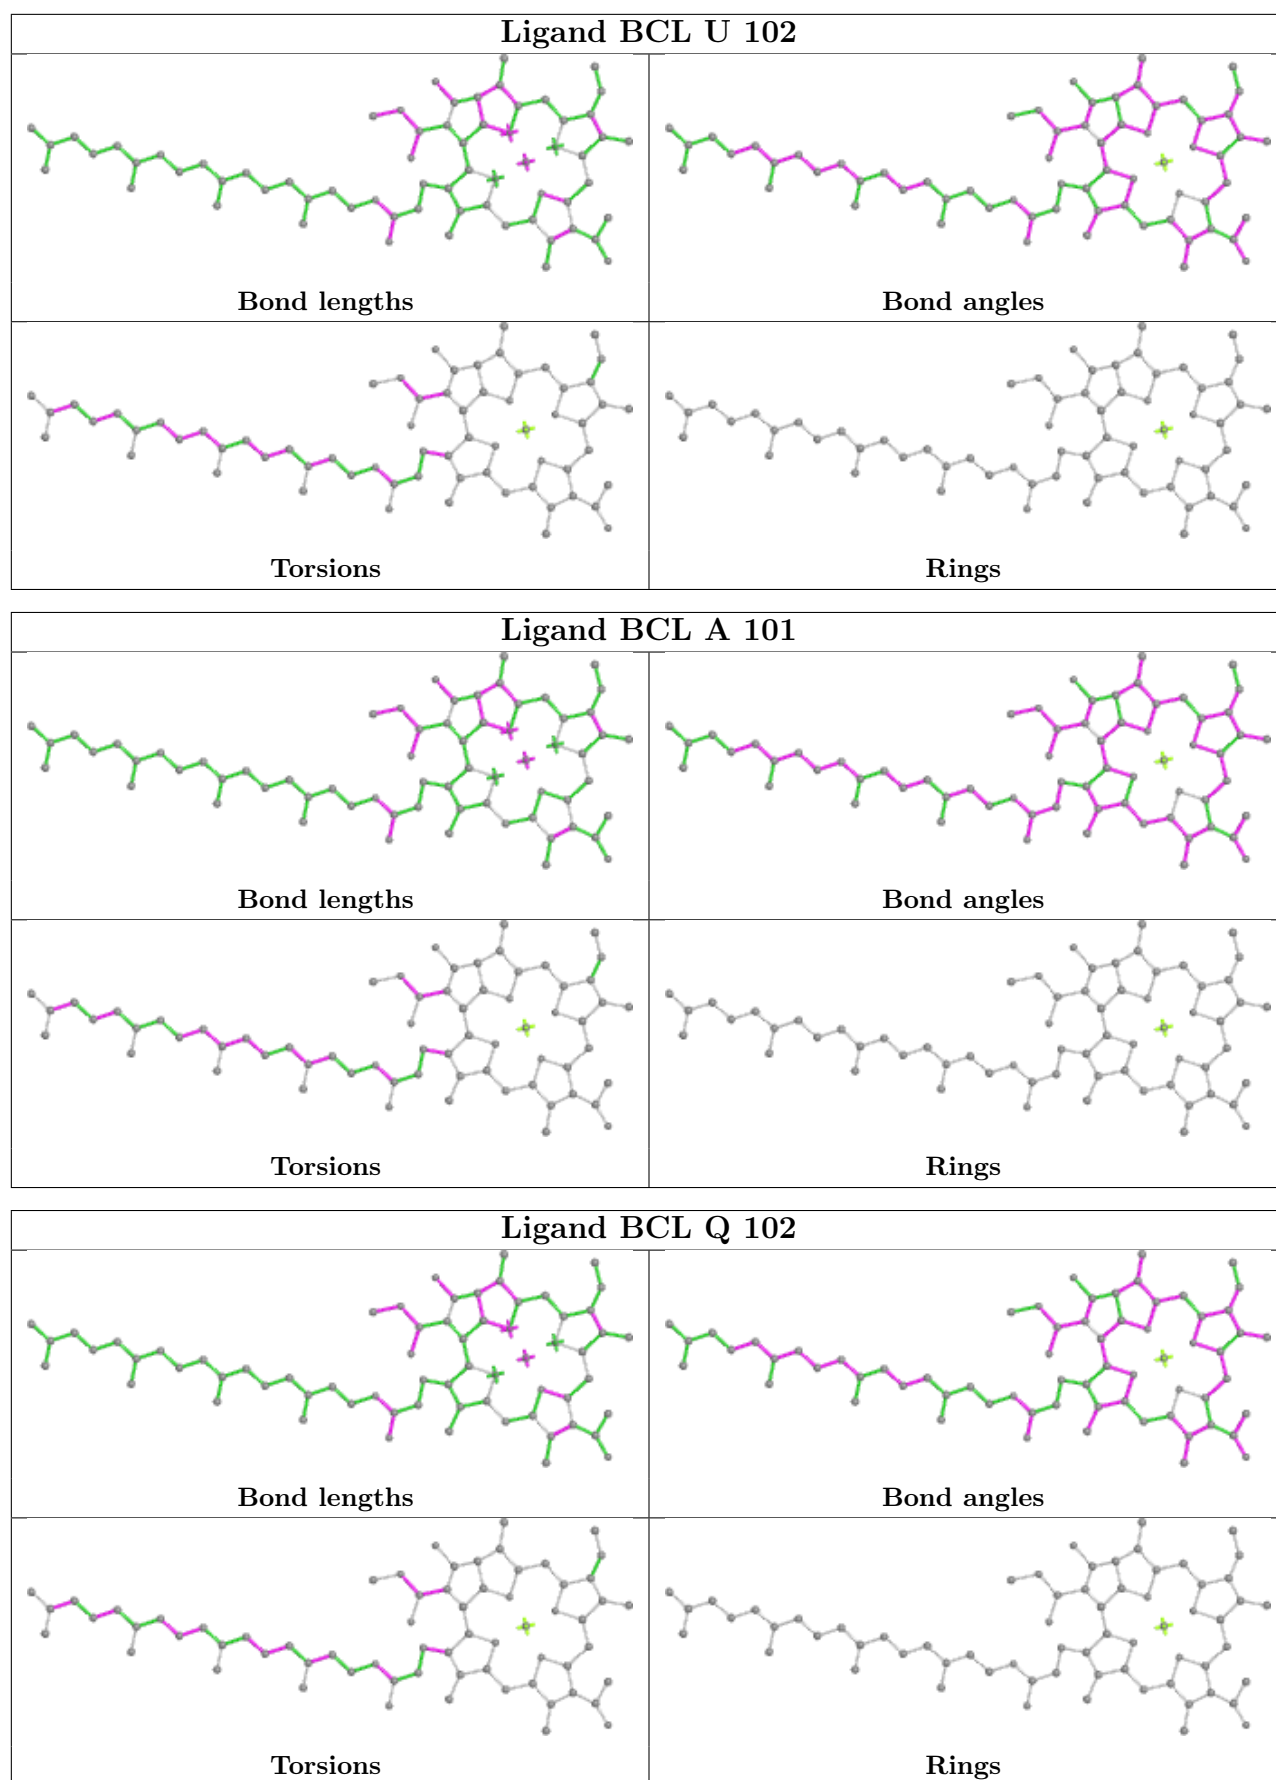 Ligand BCL U 102
Bond lengths
Bond angles
Torsions
Rings
Ligand BCL A 101
Bond lengths
Bond angles
Torsions
Rings
Ligand BCL Q 102
Bond lengths
Bond angles
Torsions
Rings